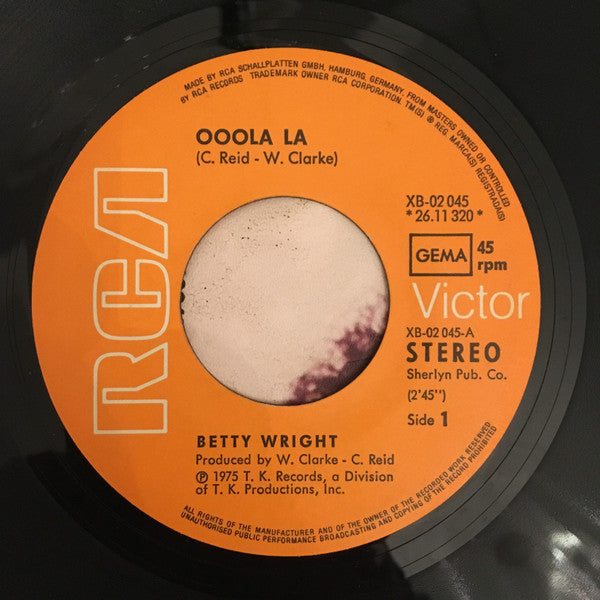 MADE BY RCA SCHALLPLATTEN GMBH, HAMBURG, GERMANY, FROM MASTERS OWNED OR CONTROLLED
BY RCA RECORDS TRADEMARK OWNER RCA CORPORATION. TM(S) ® REG. MARCA(S) REGISTRADA(S)
OOOLA LA
(C. Reid - W. Clarke)
XB-02 045
*26.11 320*
GEMA
45
rpm
RCA
Victor
XB-02 045-A
STEREO
Sherlyn Pub. Co.
(2'45'')
Side 1
BETTY WRIGHT
Produced by W. Clarke - C. Reid
℗ 1975 T. K. Records, a Division
of T. K. Productions, Inc.
ALL RIGHTS OF THE MANUFACTURER AND OF THE OWNER OF THE RECORDED WORK RESERVED
UNAUTHORISED PUBLIC PERFORMANCE BROADCASTING AND COPYING OF THE RECORD PROHIBITED